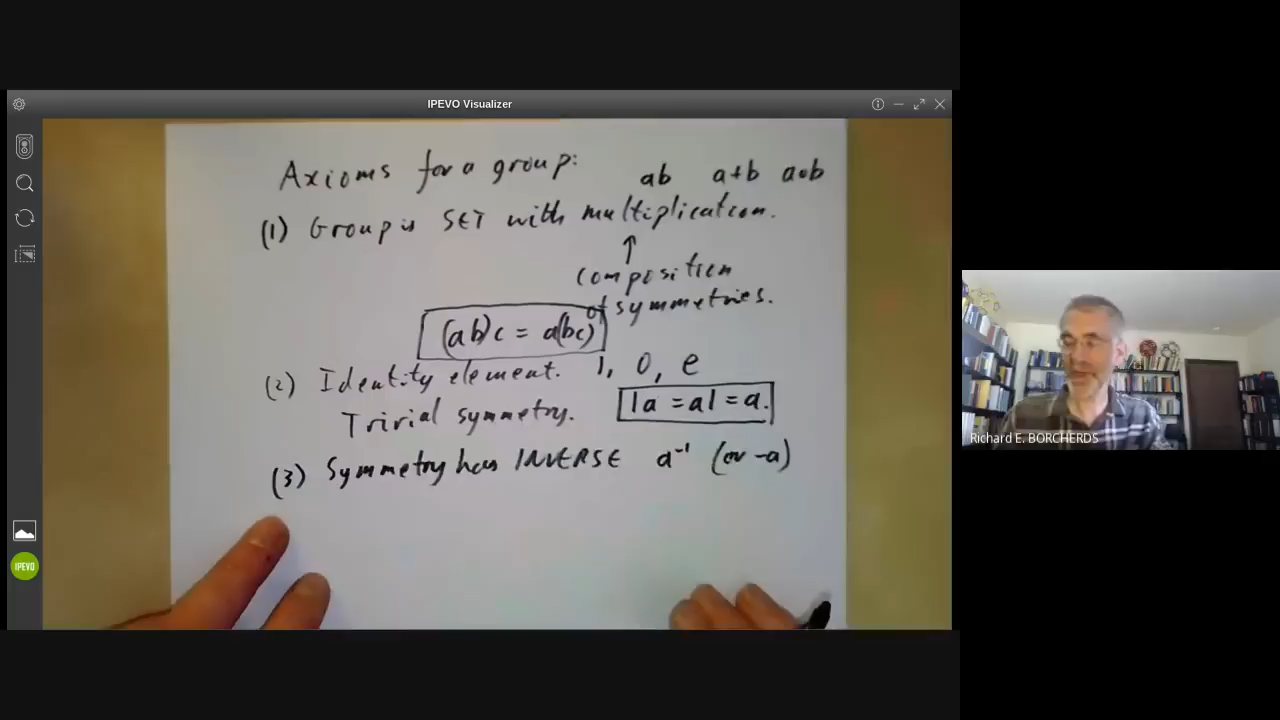 IPEVO Visualizer
Axioms for a group:
ab a+b a∘b
(1) Group is SET with multiplication.
↑
composition
of symmetries.
(ab)c = a(bc)
(2) Identity element. 1, 0, e
Trivial symmetry. 1a = a1 = a.
(3) Symmetry has INVERSE a⁻¹ (or -a)
IPEVO
Richard E. BORCHERDS